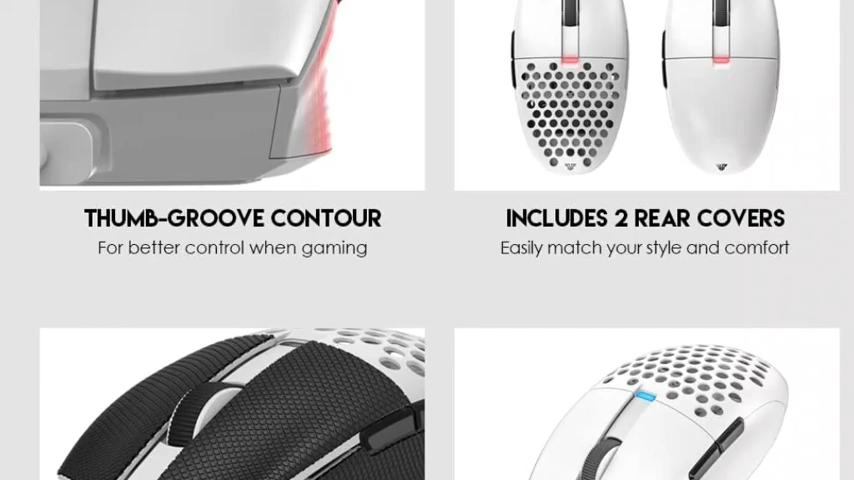 THUMB-GROOVE CONTOUR
For better control when gaming
INCLUDES 2 REAR COVERS
Easily match your style and comfort